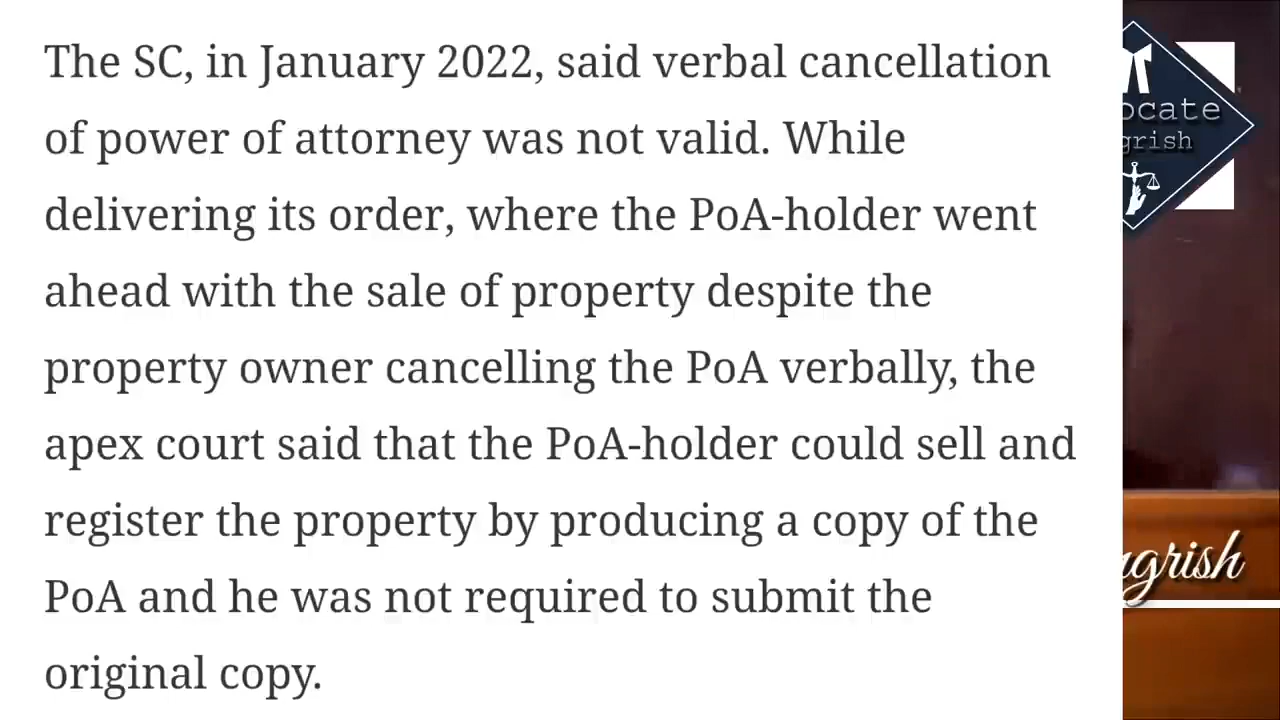 The SC, in January 2022, said verbal cancellation
of power of attorney was not valid. While
delivering its order, where the PoA-holder went
ahead with the sale of property despite the
property owner cancelling the PoA verbally, the
apex court said that the PoA-holder could sell and
register the property by producing a copy of the
PoA and he was not required to submit the
original copy.
ocate
grish
ngrish